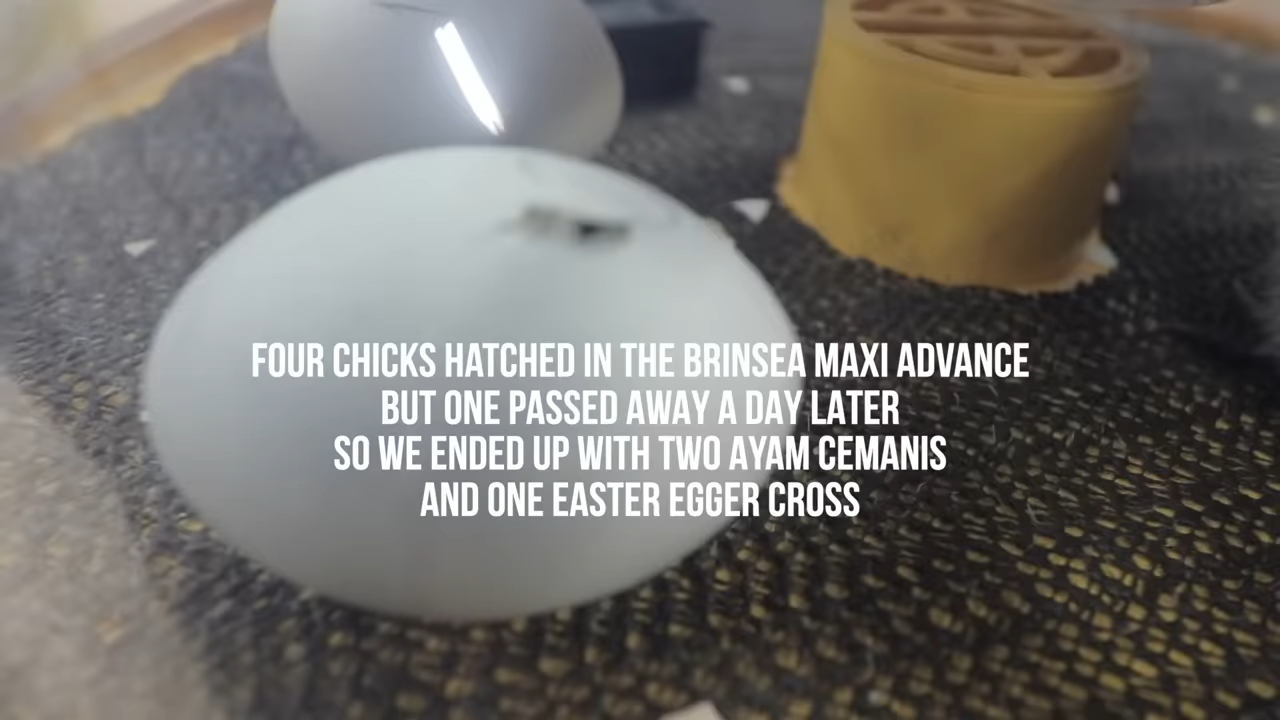 FOUR CHICKS HATCHED IN THE BRINSEA MAXI ADVANCE
BUT ONE PASSED AWAY A DAY LATER
SO WE ENDED UP WITH TWO AYAM CEMANIS
AND ONE EASTER EGGER CROSS